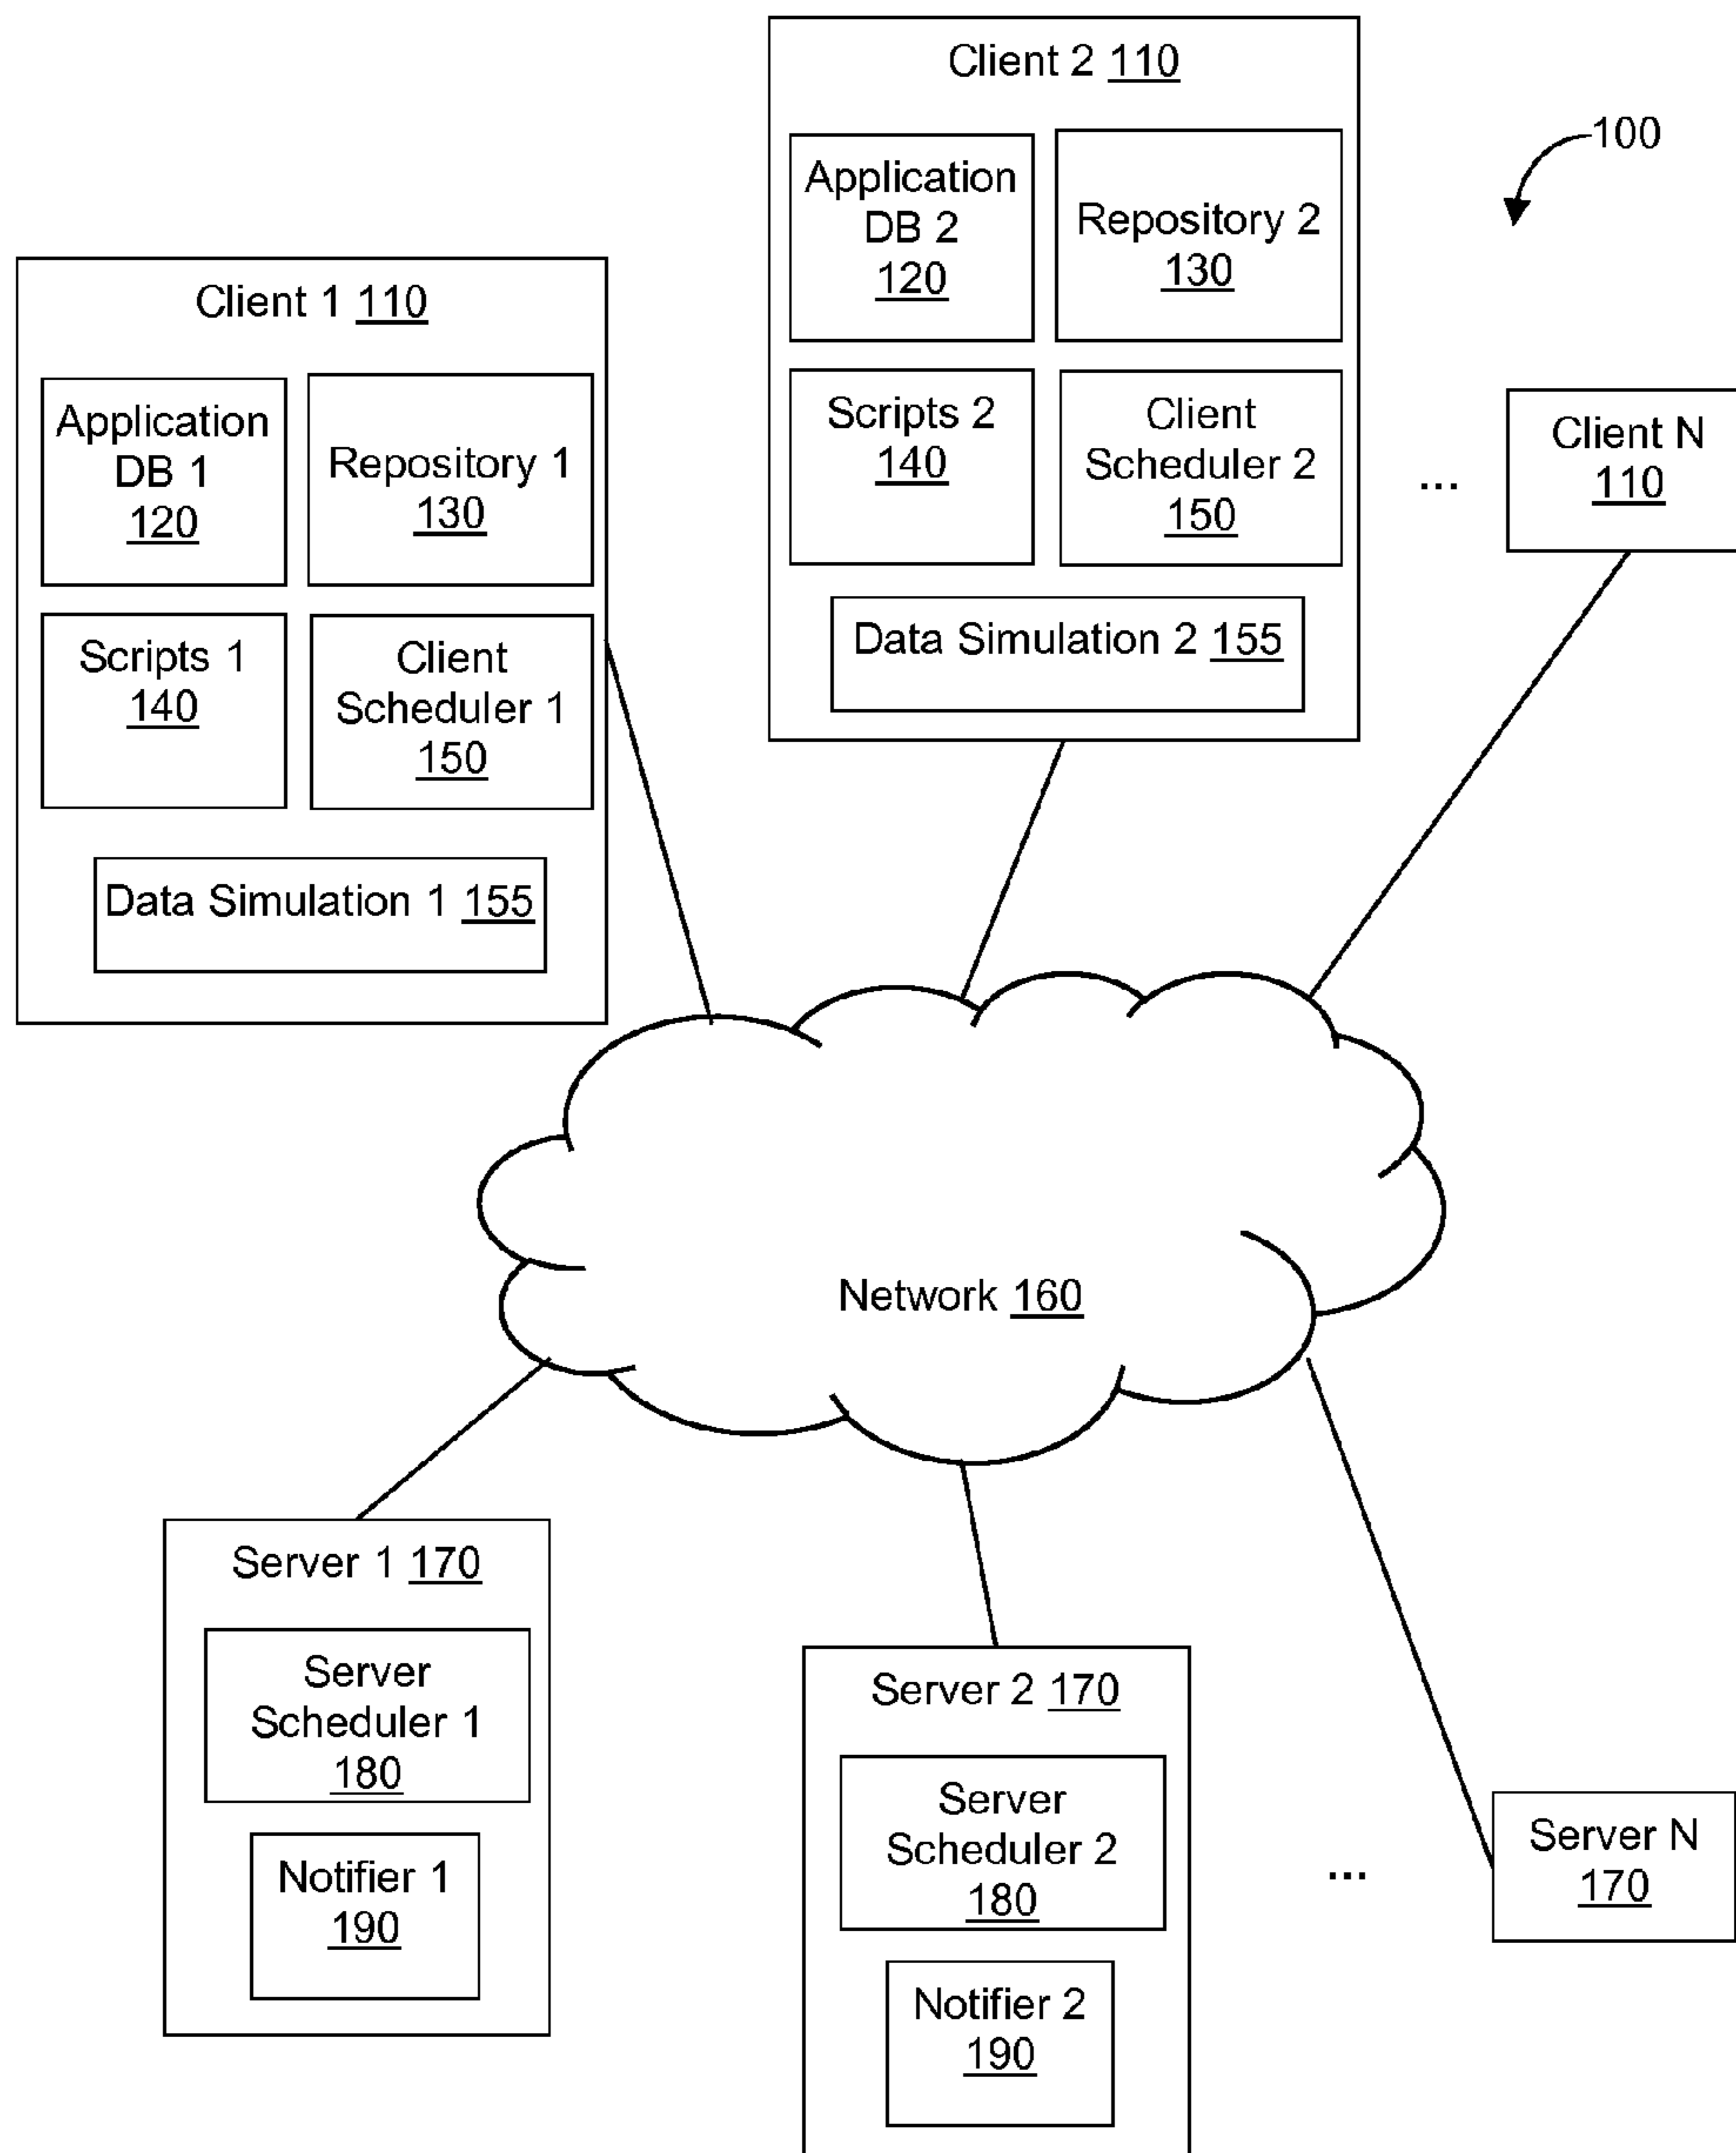 Client 2 110
Application
DB 2
120
Repository 2
130
Scripts 2
140
Client
Scheduler 2
150
Data Simulation 2 155
100
Client 1 110
Application
DB 1
120
Repository 1
130
Scripts 1
140
Client
Scheduler 1
150
Data Simulation 1 155
...
Client N
110
Network 160
Server 1 170
Server
Scheduler 1
180
Notifier 1
190
Server 2 170
Server
Scheduler 2
180
Notifier 2
190
...
Server N
170